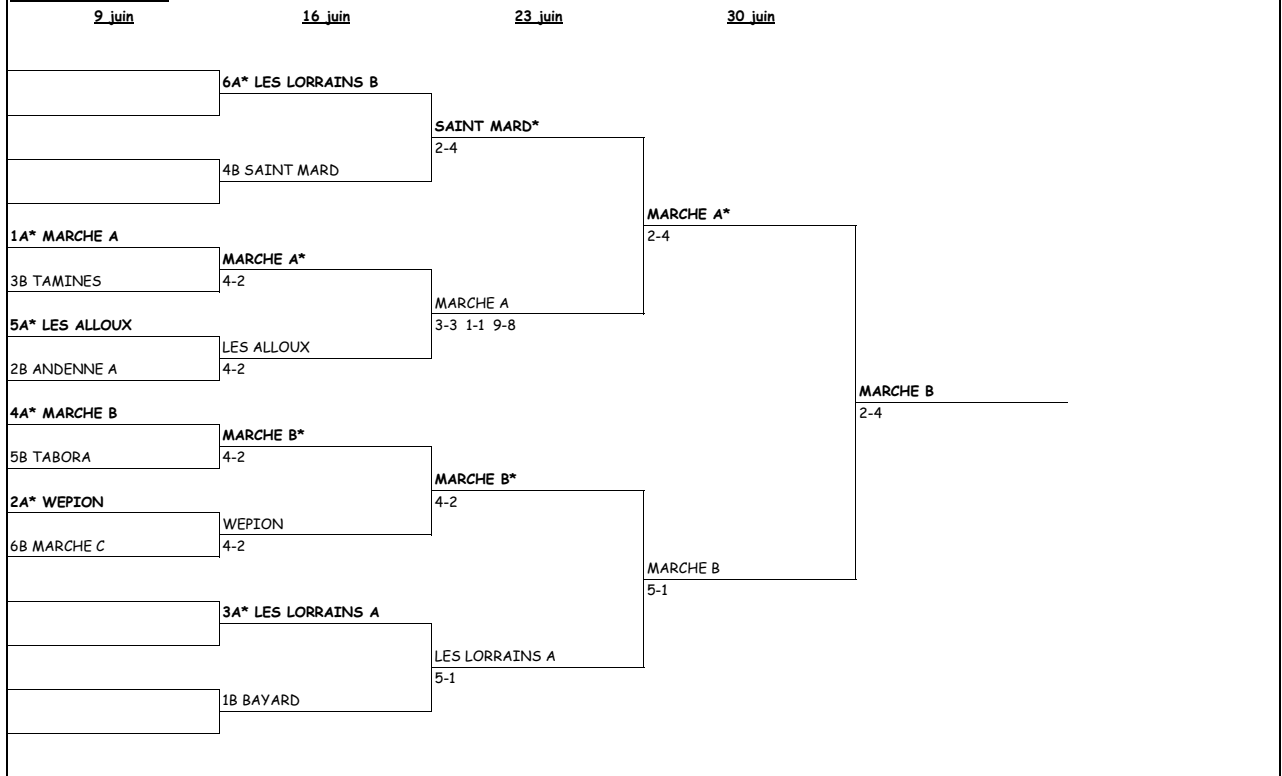 9 juin 16 juin 23 juin 30 juin
6A* LES LORRAINS B
SAINT MARD*
2-4
4B SAINT MARD
MARCHE A*
2-4
1A* MARCHE A
MARCHE A*
4-2
3B TAMINES
MARCHE A
3-3 1-1 9-8
5A* LES ALLOUX
LES ALLOUX
4-2
2B ANDENNE A
MARCHE B
2-4
4A* MARCHE B
MARCHE B*
4-2
5B TABORA
MARCHE B*
4-2
2A* WEPION
WEPION
4-2
6B MARCHE C
MARCHE B
5-1
3A* LES LORRAINS A
LES LORRAINS A
5-1
1B BAYARD